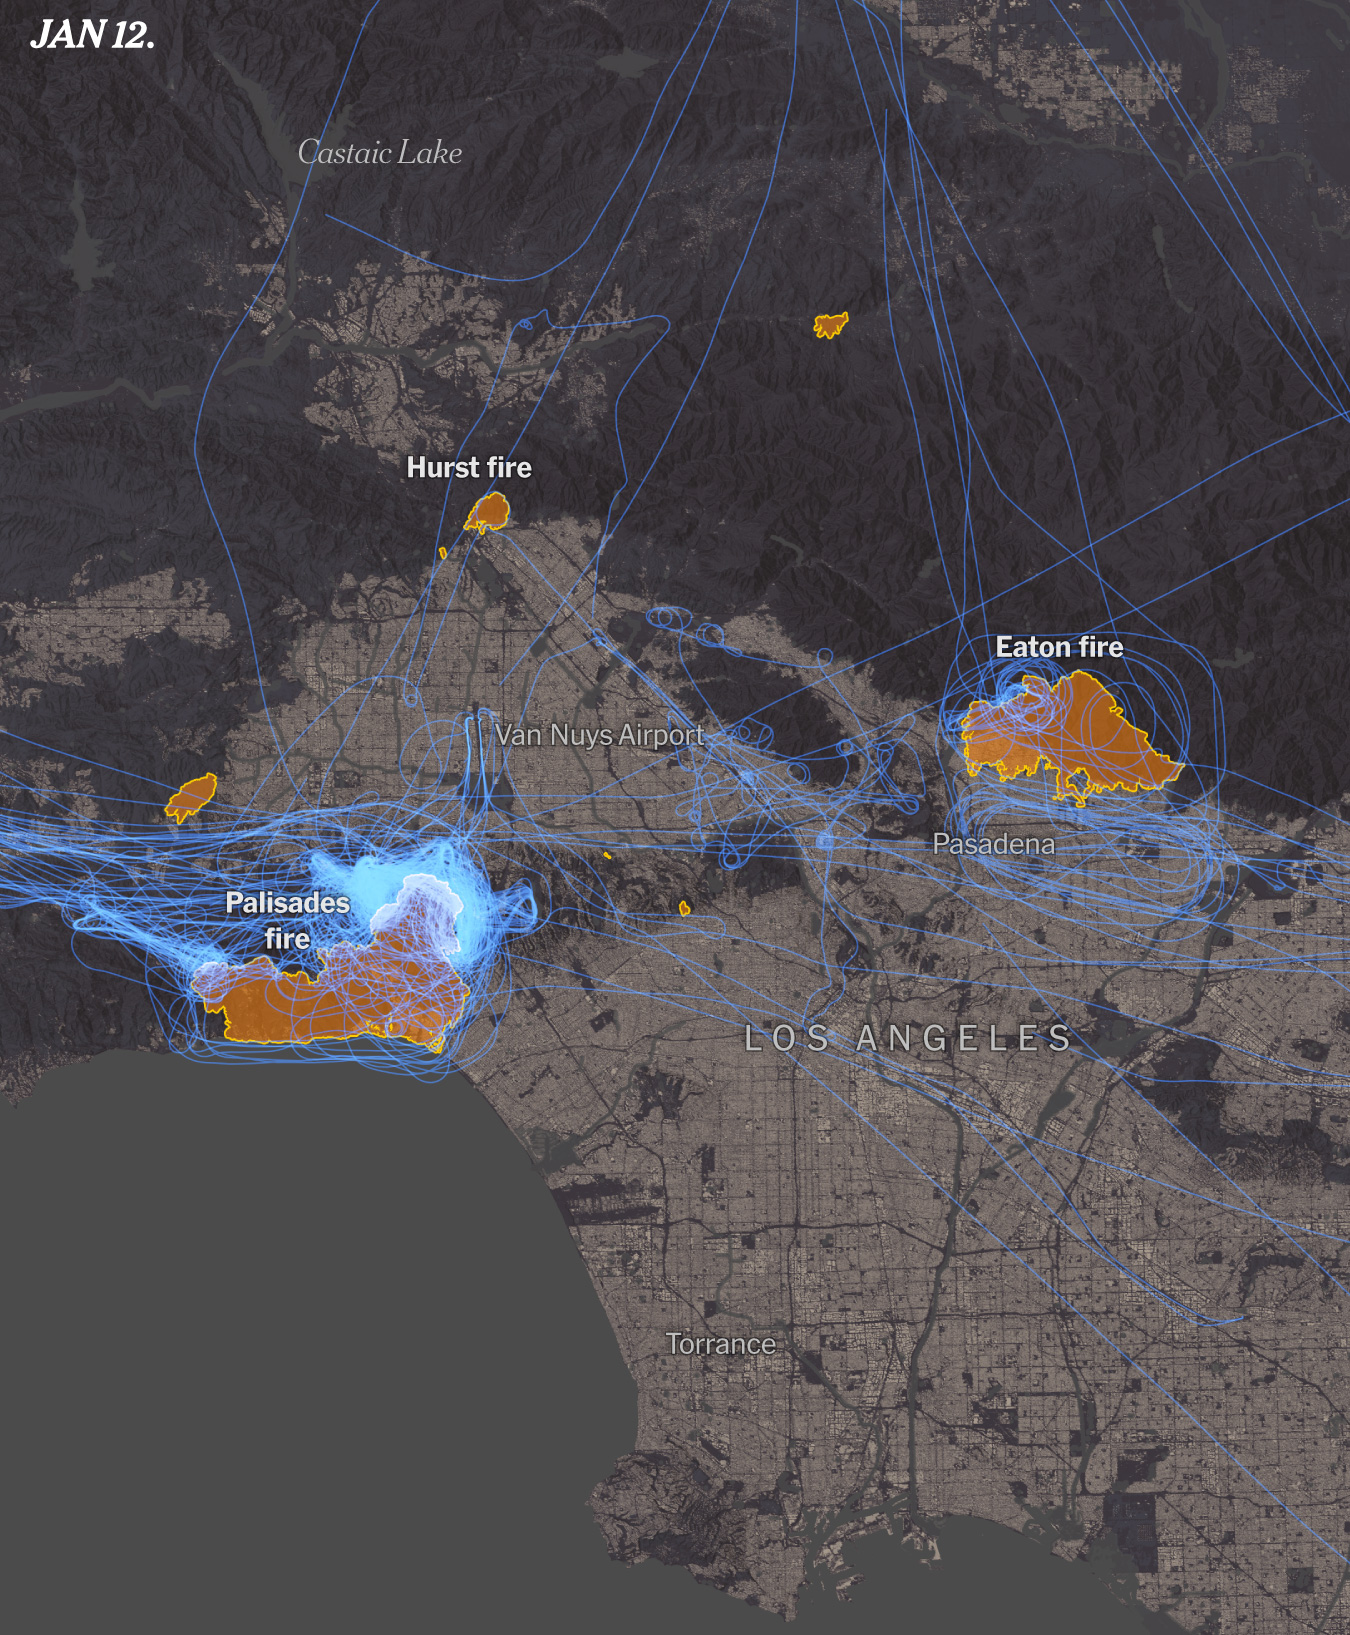 JAN 12.
Castaic Lake
Hurst fire
Eaton fire
Van Nuys Airport
Pasadena
Palisades
fire
LOS ANGELES
Torrance